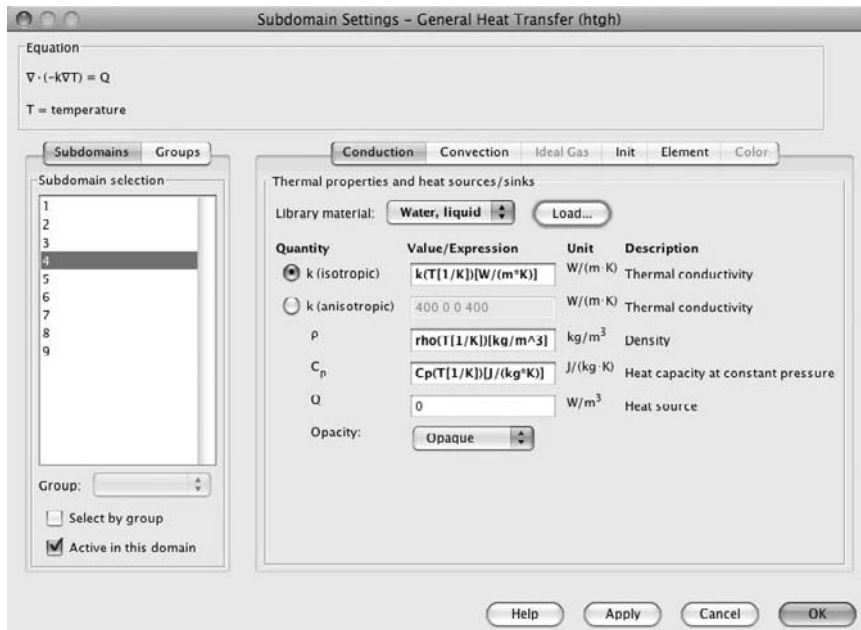 Subdomain Settings – General Heat Transfer (htgh)
Equation
∇·(-k∇T) = Q
T = temperature
Subdomains Groups
Subdomain selection
1
2
3
4
5
6
7
8
9
Group:
Select by group
Active in this domain
Conduction Convection Ideal Gas Init Element Color
Thermal properties and heat sources/sinks
Library material: Water, liquid Load...
Quantity Value/Expression Unit Description
k (isotropic) k(T[1/K])[W/(m*K)] W/(m·K) Thermal conductivity
k (anisotropic) 400 0 0 400 W/(m·K) Thermal conductivity
ρ rho(T[1/K])[kg/m^3] kg/m³ Density
Cp Cp(T[1/K])[J/(kg*K)] J/(kg·K) Heat capacity at constant pressure
Q 0 W/m³ Heat source
Opacity: Opaque
Help Apply Cancel OK